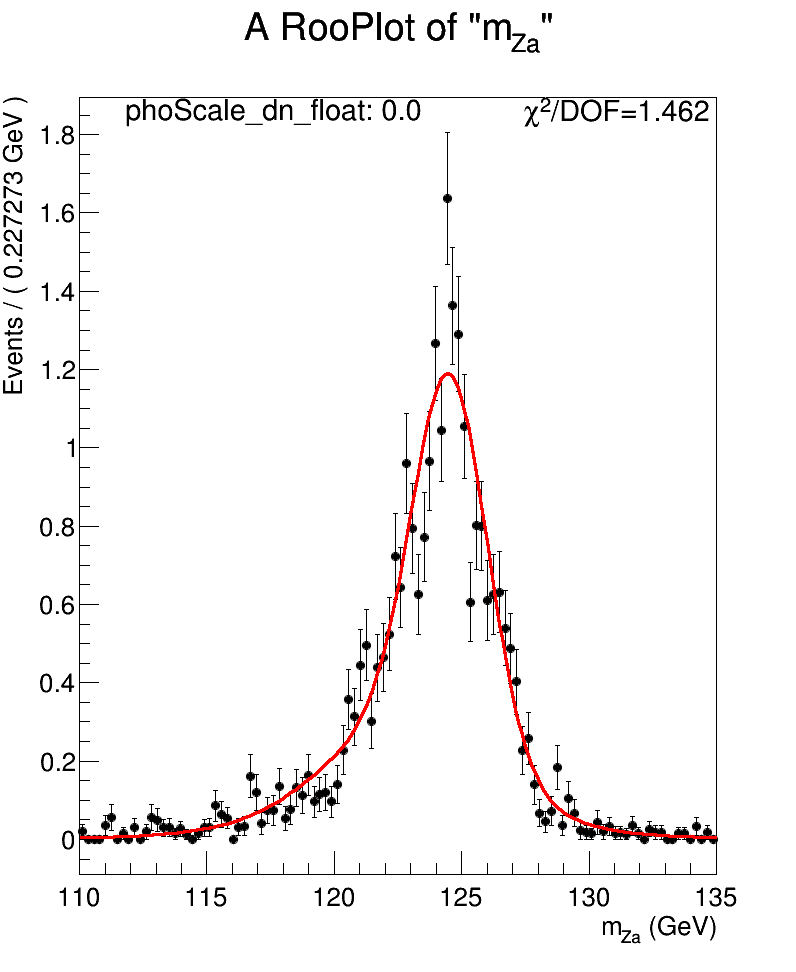 A RooPlot of "m_Za"
phoScale_dn_float: 0.0
χ²/DOF=1.462
Events / ( 0.227273 GeV )
1.8
1.6
1.4
1.2
1
0.8
0.6
0.4
0.2
0
110 115 120 125 130 135
m_Za (GeV)